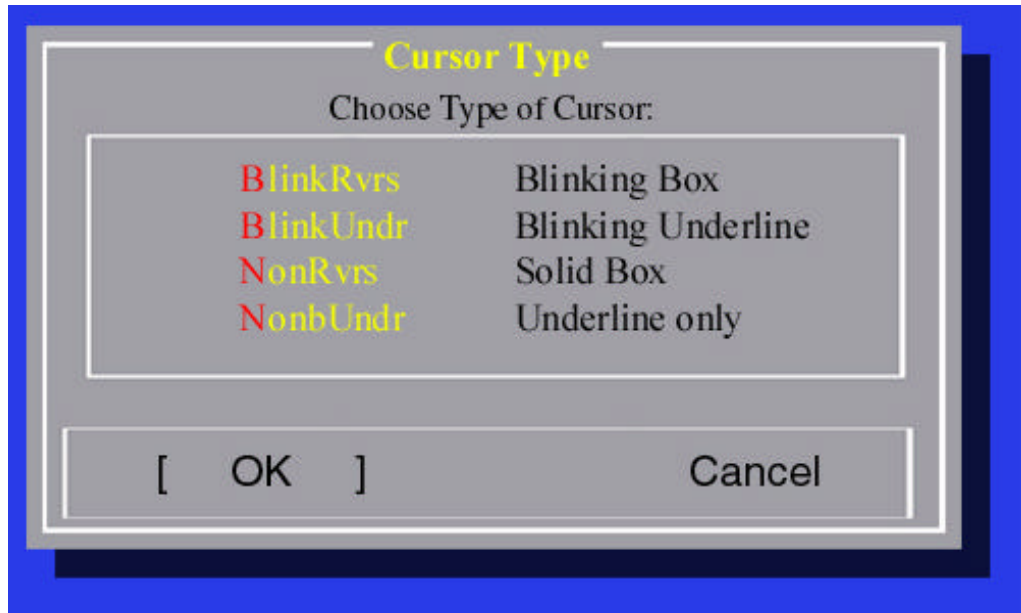 Cursor Type
Choose Type of Cursor:
BlinkRvrs Blinking Box
BlinkUndr Blinking Underline
NonRvrs Solid Box
NonbUndr Underline only
[ OK ] Cancel